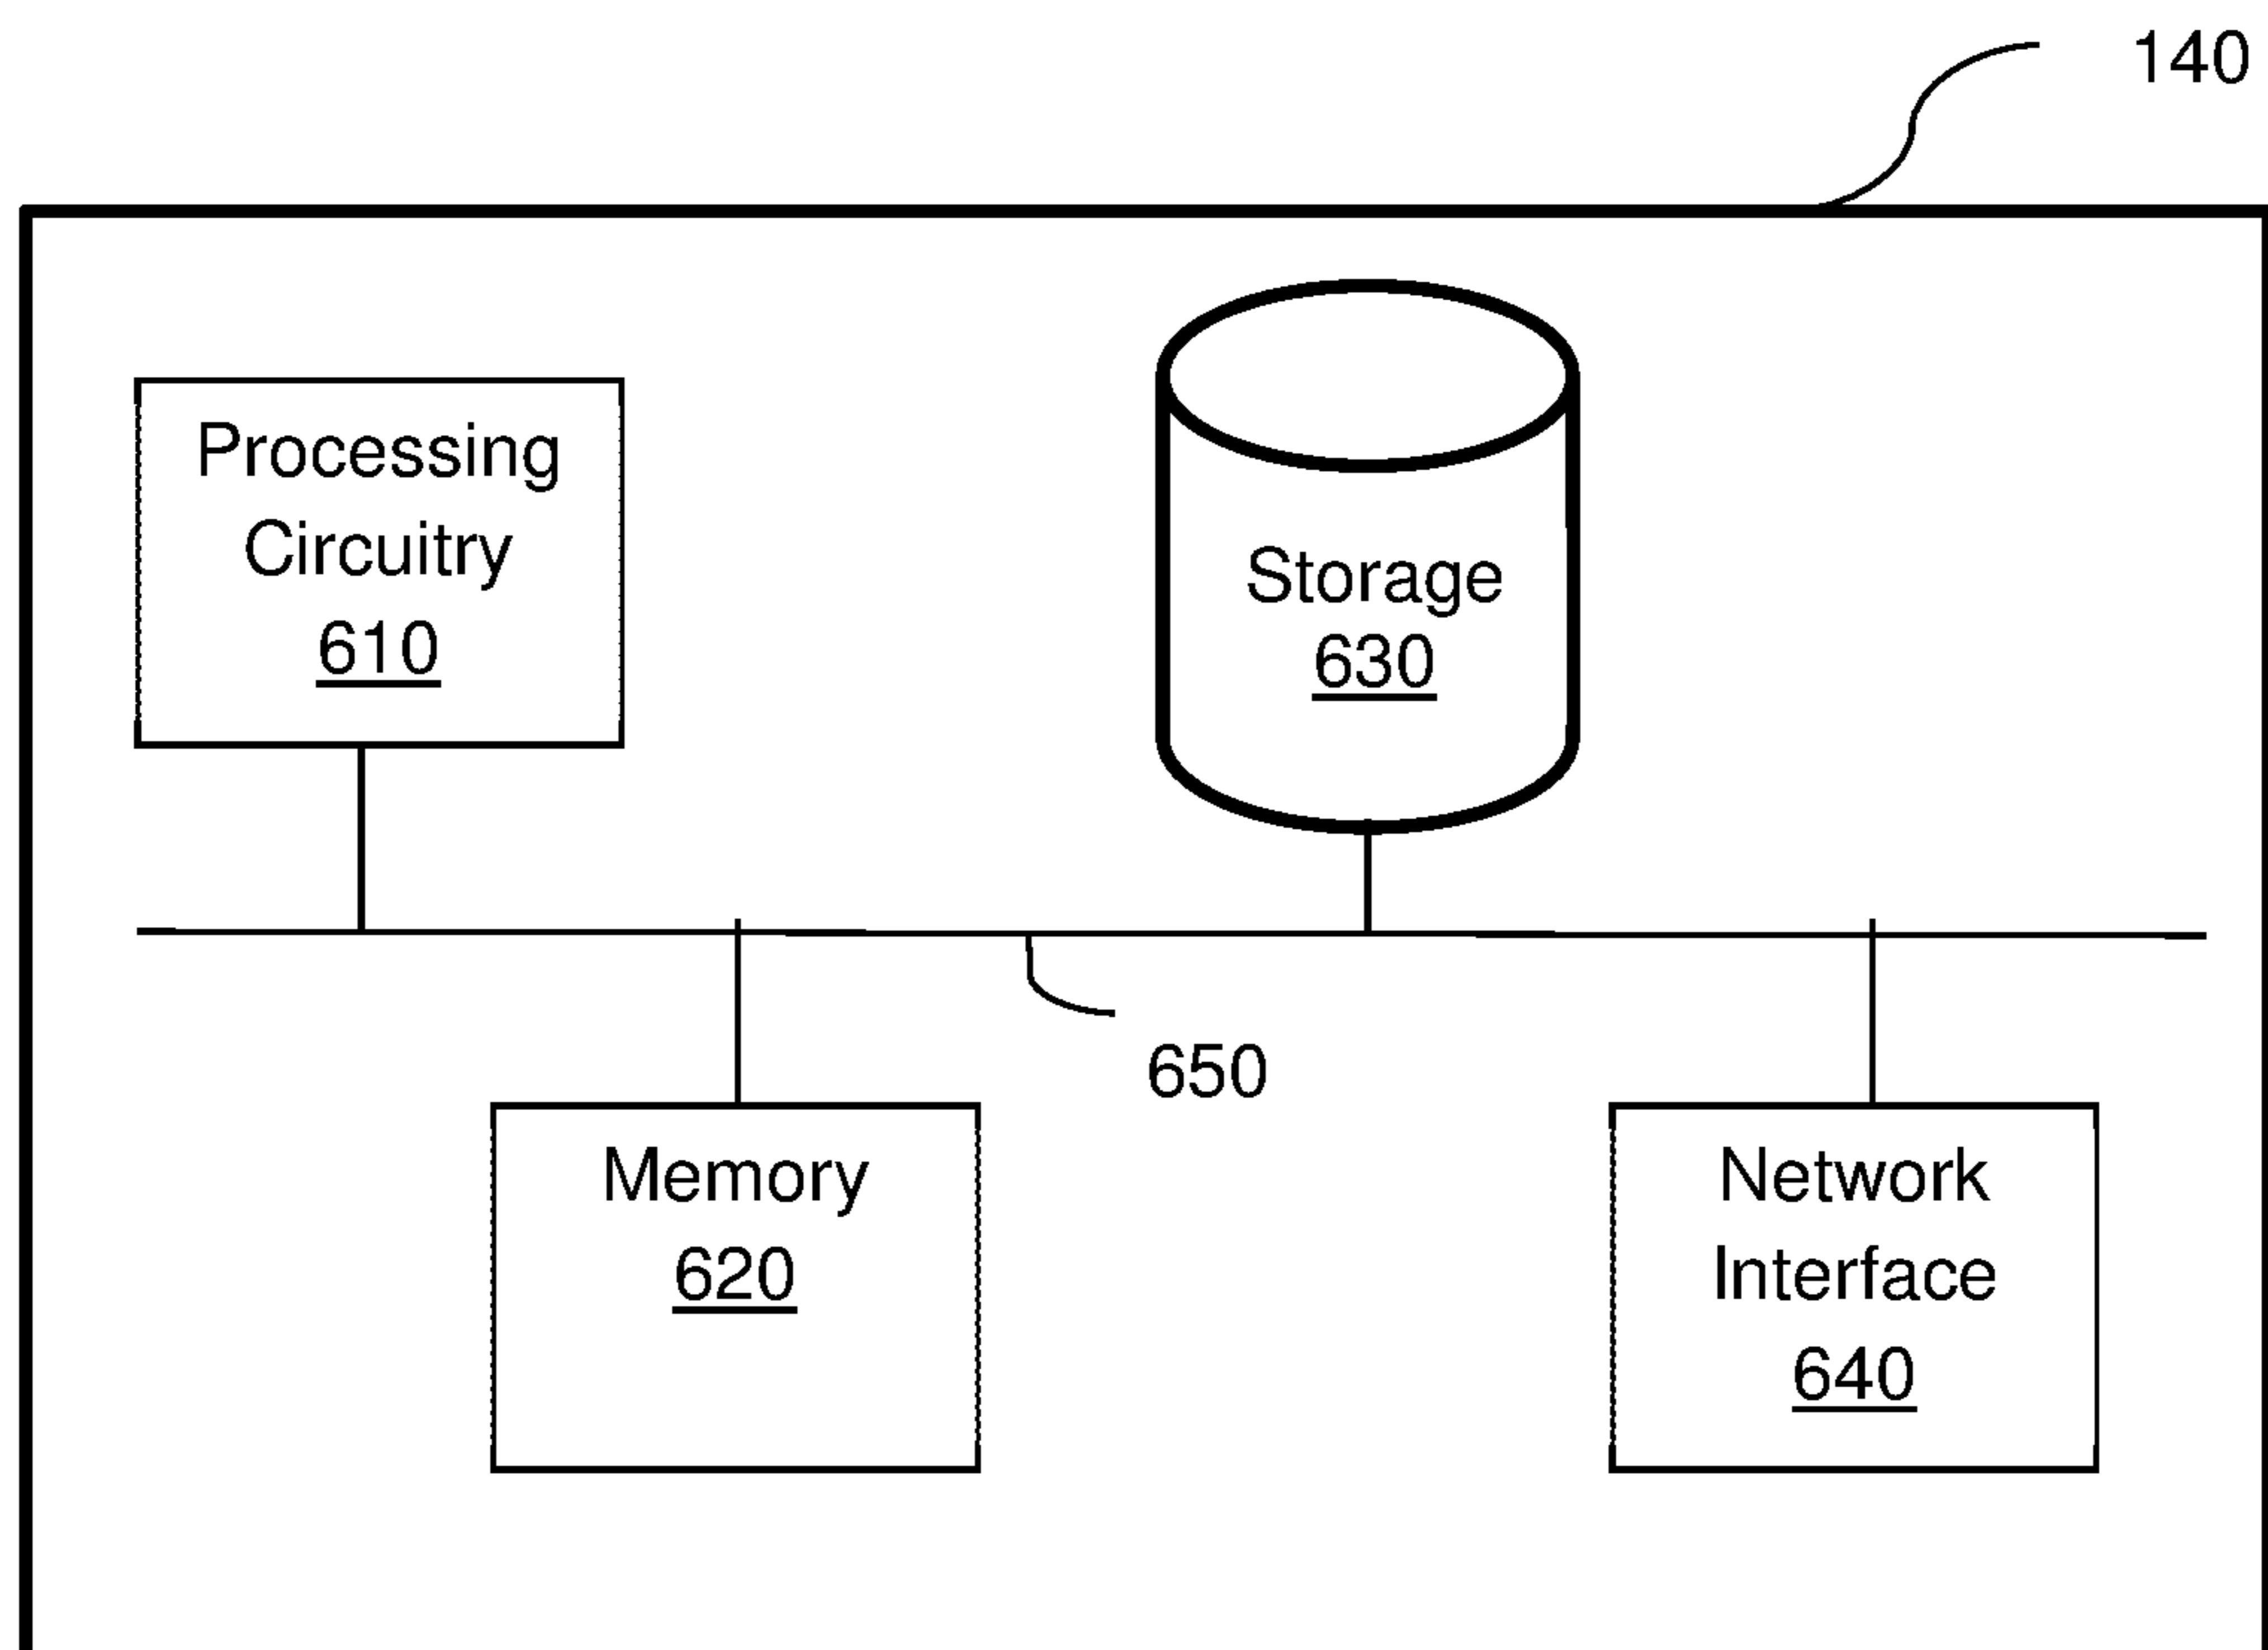 140
Processing
Circuitry
610
Storage
630
650
Memory
620
Network
Interface
640